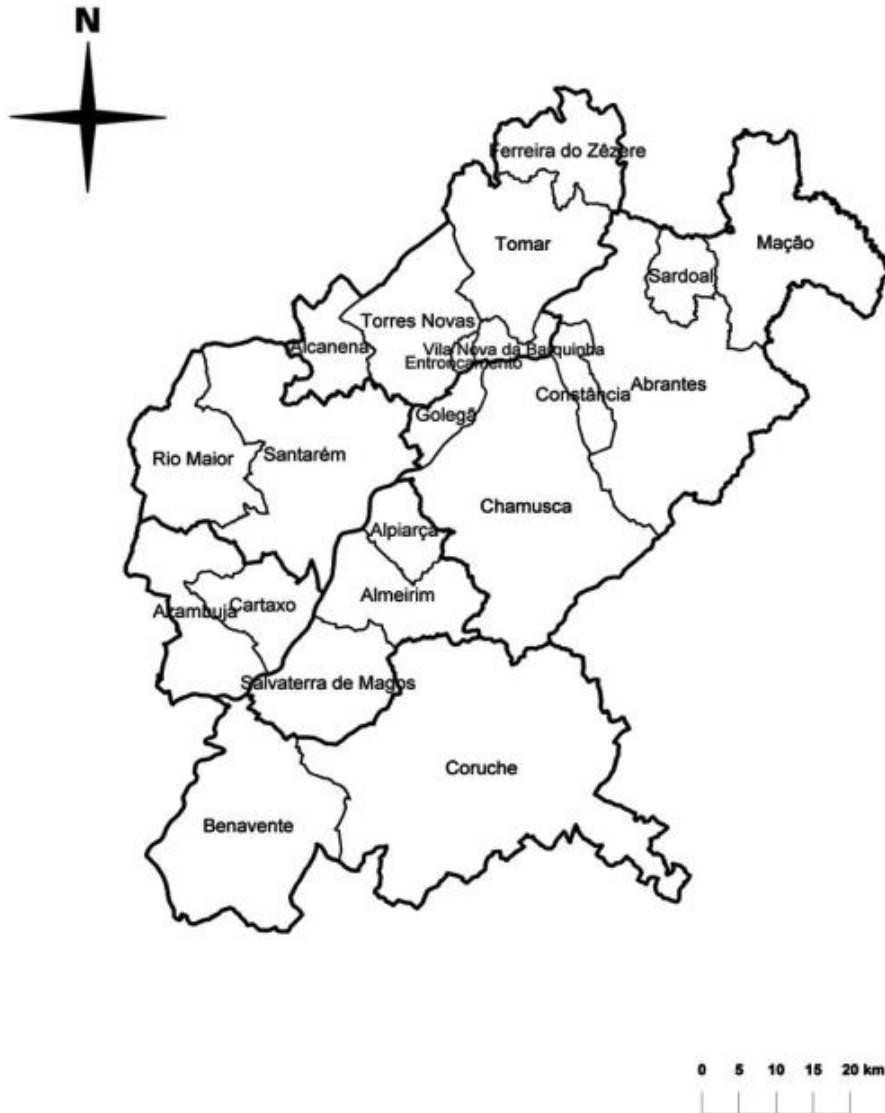 N
Ferreira do Zêzere
Tomar
Mação
Sardoal
Torres Novas
Alcanena
Vila Nova da Barquinha
Entroncamento
Constância
Abrantes
Golegã
Santarém
Rio Maior
Chamusca
Alpiarça
Almeirim
Cartaxo
Azambuja
Salvaterra de Magos
Coruche
Benavente
0 5 10 15 20 km